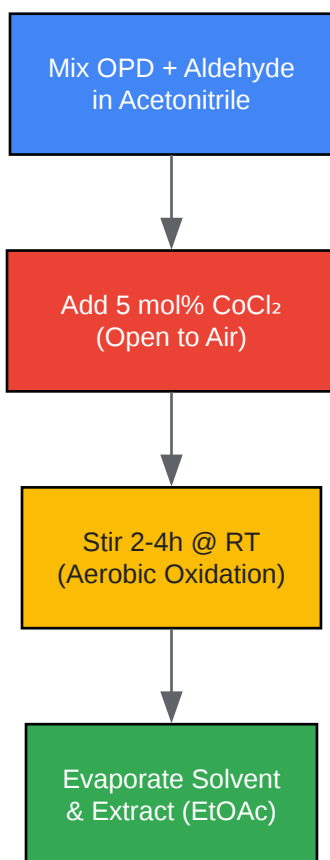 Mix OPD + Aldehyde
in Acetonitrile
Add 5 mol% CoCl₂
(Open to Air)
Stir 2-4h @ RT
(Aerobic Oxidation)
Evaporate Solvent
& Extract (EtOAc)